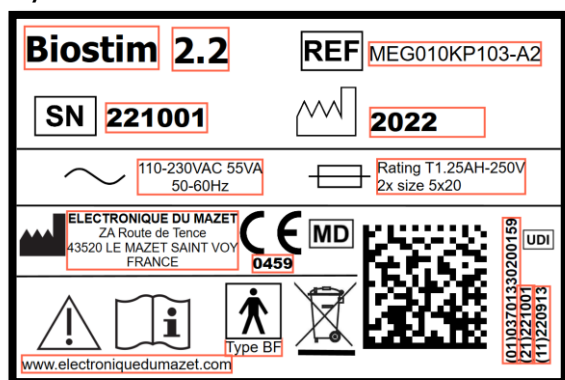 Biostim 2.2
REF MEG010KP103-A2
SN 221001
2022
110-230VAC 55VA
50-60Hz
Rating T1.25AH-250V
2x size 5x20
ELECTRONIQUE DU MAZET
ZA Route de Tence
43520 LE MAZET SAINT VOY
FRANCE
CE
0459
MD
(01)03701330200159
(21)221001
(11)220913
UDI
Type BF
www.electroniquedumazet.com